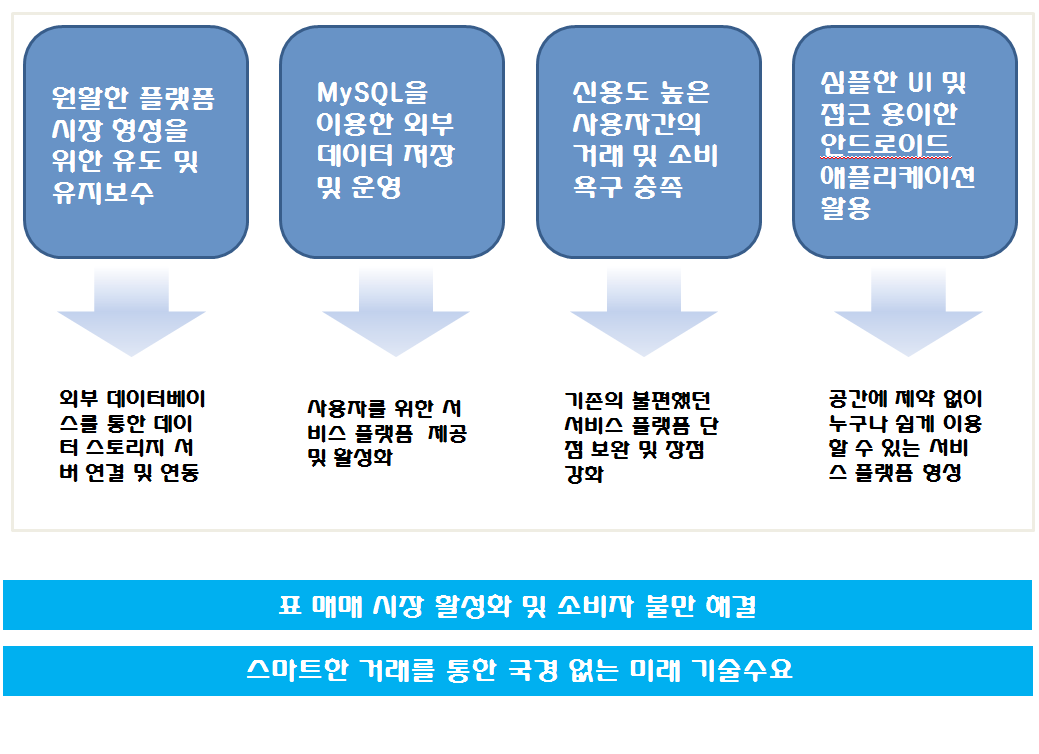 원활한 플랫폼
시장 형성을
위한 유도 및
유지보수
MySQL을
이용한 외부
데이터 저장
및 운영
신용도 높은
사용자간의
거래 및 소비
욕구 충족
심플한 UI 및
접근 용이한
안드로이드
애플리케이션
활용
외부 데이터베이
스를 통한 데이
터 스토리지 서
버 연결 및 연동
사용자를 위한 서
비스 플랫폼 제공
및 활성화
기존의 불편했던
서비스 플랫폼 단
점 보완 및 장점
강화
공간에 제약 없이
누구나 쉽게 이용
할 수 있는 서비
스 플랫폼 형성
표 매매 시장 활성화 및 소비자 불만 해결
스마트한 거래를 통한 국경 없는 미래 기술수요